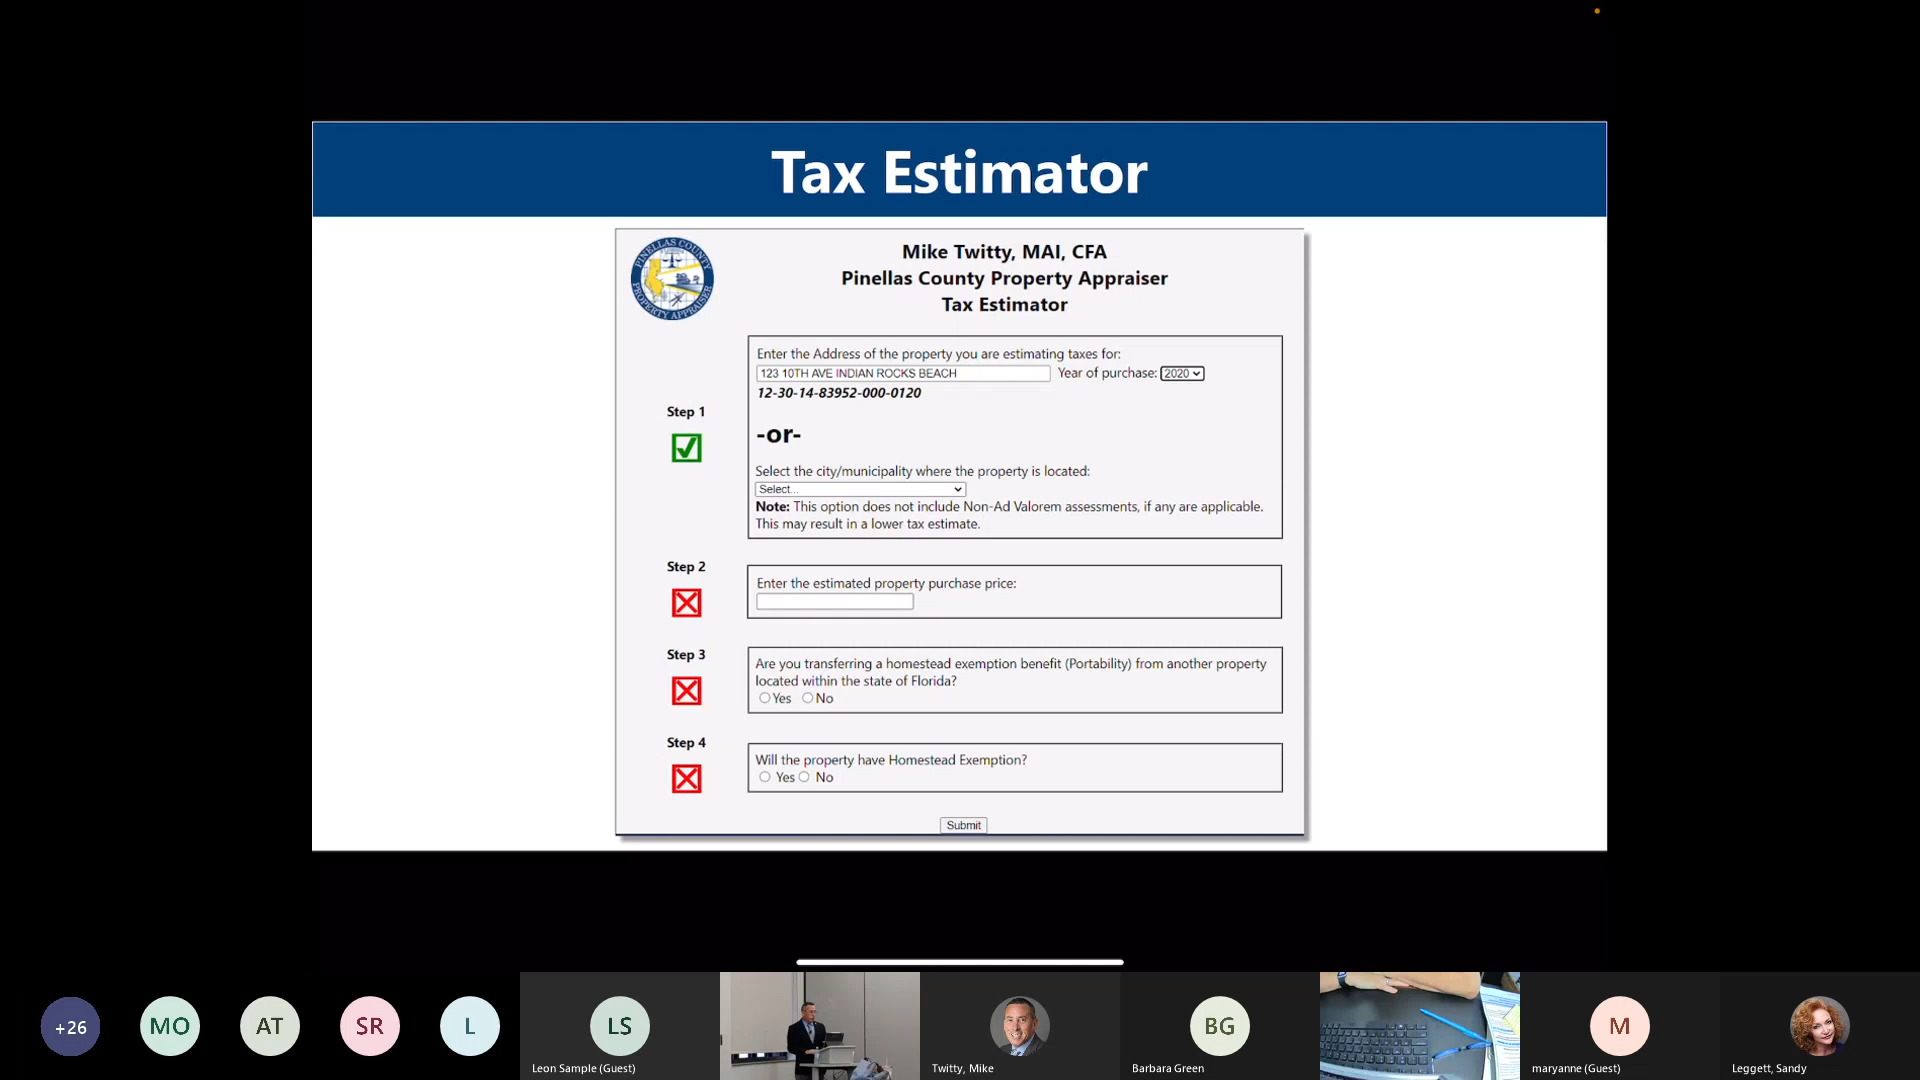 Tax Estimator
PINELLAS COUNTY
PROPERTY APPRAISER
Mike Twitty, MAI, CFA
Pinellas County Property Appraiser
Tax Estimator
Enter the Address of the property you are estimating taxes for:
123 10TH AVE INDIAN ROCKS BEACH Year of purchase: 2020
12-30-14-83952-000-0120
Step 1
-or-
Select the city/municipality where the property is located:
Select...
Note: This option does not include Non-Ad Valorem assessments, if any are applicable.
This may result in a lower tax estimate.
Step 2
Enter the estimated property purchase price:
Step 3
Are you transferring a homestead exemption benefit (Portability) from another property
located within the state of Florida?
Yes No
Step 4
Will the property have Homestead Exemption?
Yes No
Submit
+26 MO AT SR L LS BG M
Leon Sample (Guest) Twitty, Mike Barbara Green maryanne (Guest) Leggett, Sandy